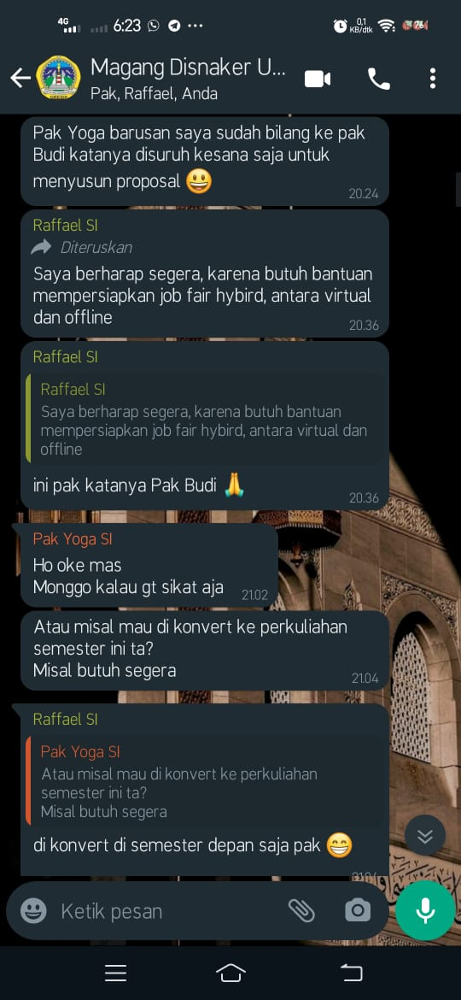 4G
6:23
0,1
KB/dtk
76
Magang Disnaker U...
Pak, Raffael, Anda
Pak Yoga barusan saya sudah bilang ke pak
Budi katanya disuruh kesana saja untuk
menyusun proposal 😃
20.24
Raffael SI
Diteruskan
Saya berharap segera, karena butuh bantuan
mempersiapkan job fair hybird, antara virtual
dan offline
20.36
Raffael SI
Raffael SI
Saya berharap segera, karena butuh bantuan
mempersiapkan job fair hybird, antara virtual dan
offline
ini pak katanya Pak Budi 🙏
20.36
Pak Yoga SI
Ho oke mas
Monggo kalau gt sikat aja
21.02
Atau misal mau di konvert ke perkuliahan
semester ini ta?
Misal butuh segera
21.04
Raffael SI
Pak Yoga SI
Atau misal mau di konvert ke perkuliahan
semester ini ta?
Misal butuh segera
di konvert di semester depan saja pak 😁
Ketik pesan